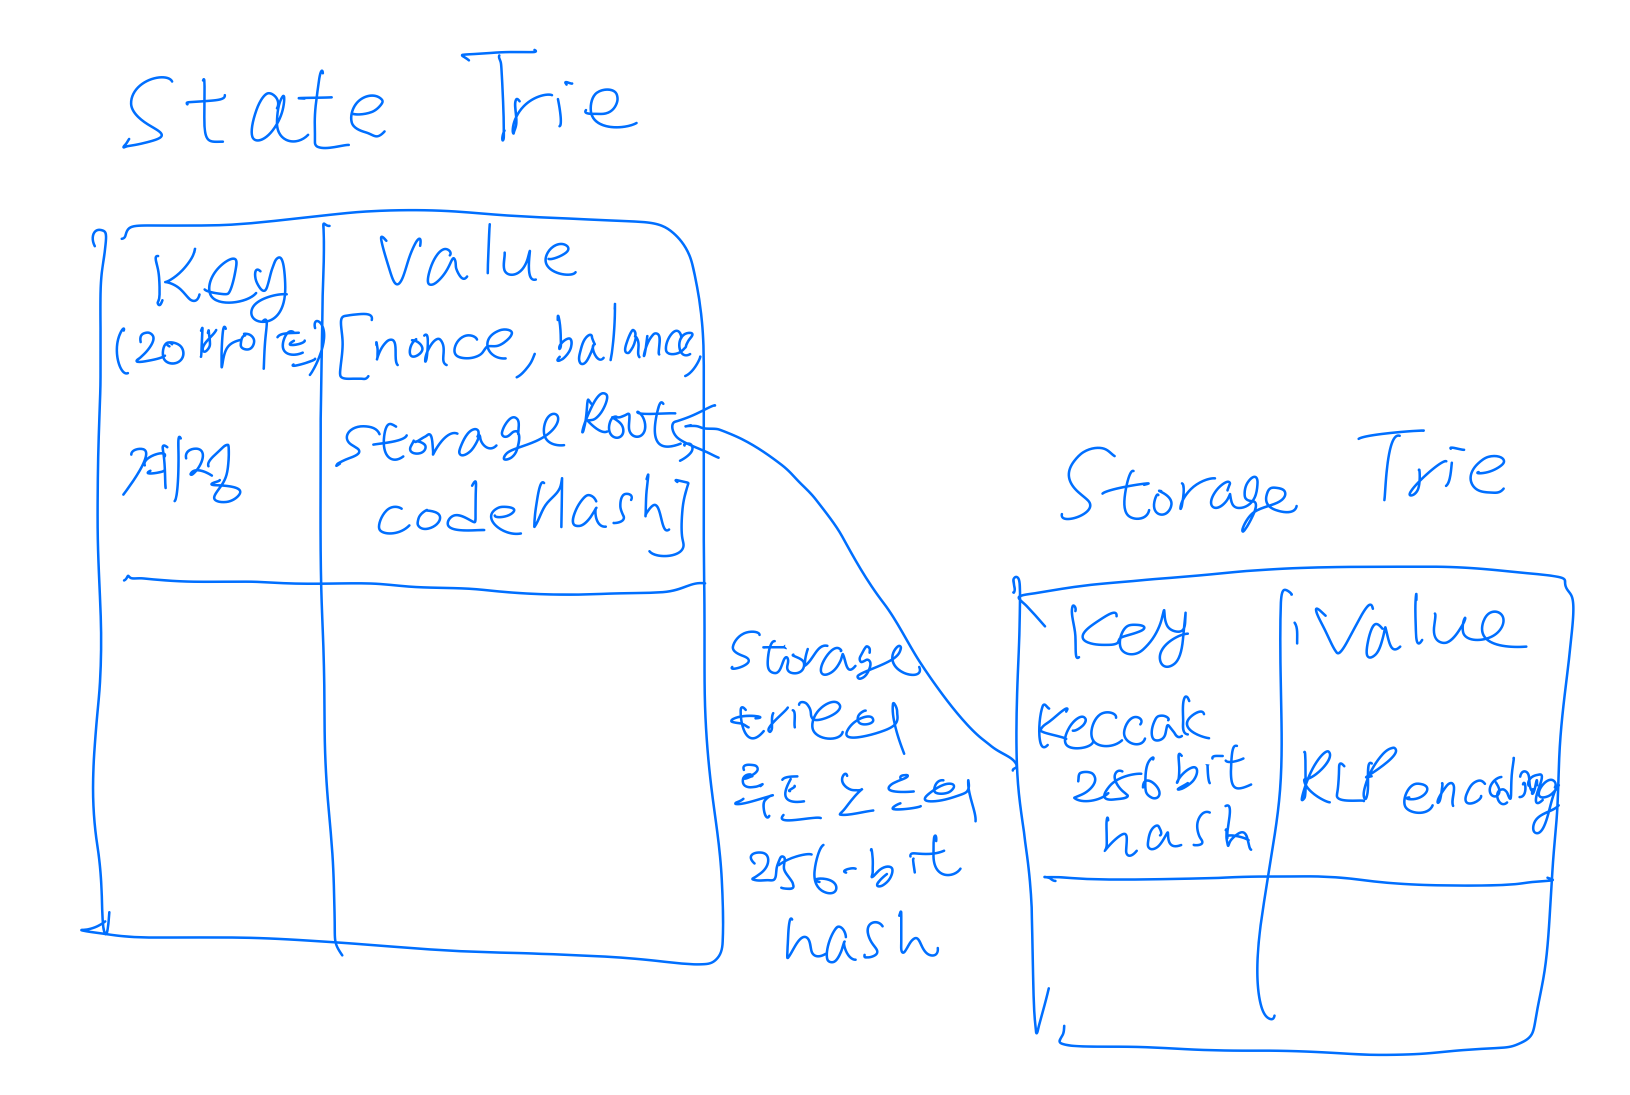 State Trie
Key
(20바이트)
계정
Value
[nonce, balance,
storageRoot,
codeHash]
Storage
trie의
루트 노드의
256-bit
hash
Storage Trie
Key
Keccak
256bit
hash
Value
RLP encoding